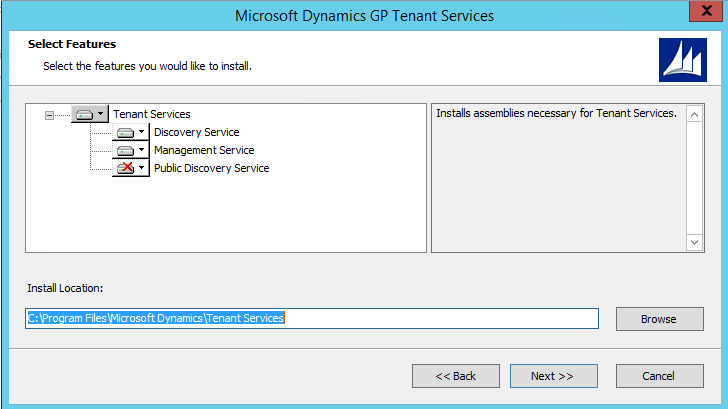 Microsoft Dynamics GP Tenant Services
Select Features
Select the features you would like to install.
Tenant Services
Discovery Service
Management Service
Public Discovery Service
Installs assemblies necessary for Tenant Services.
Install Location:
C:\Program Files\Microsoft Dynamics\Tenant Services
Browse
<< Back
Next >>
Cancel